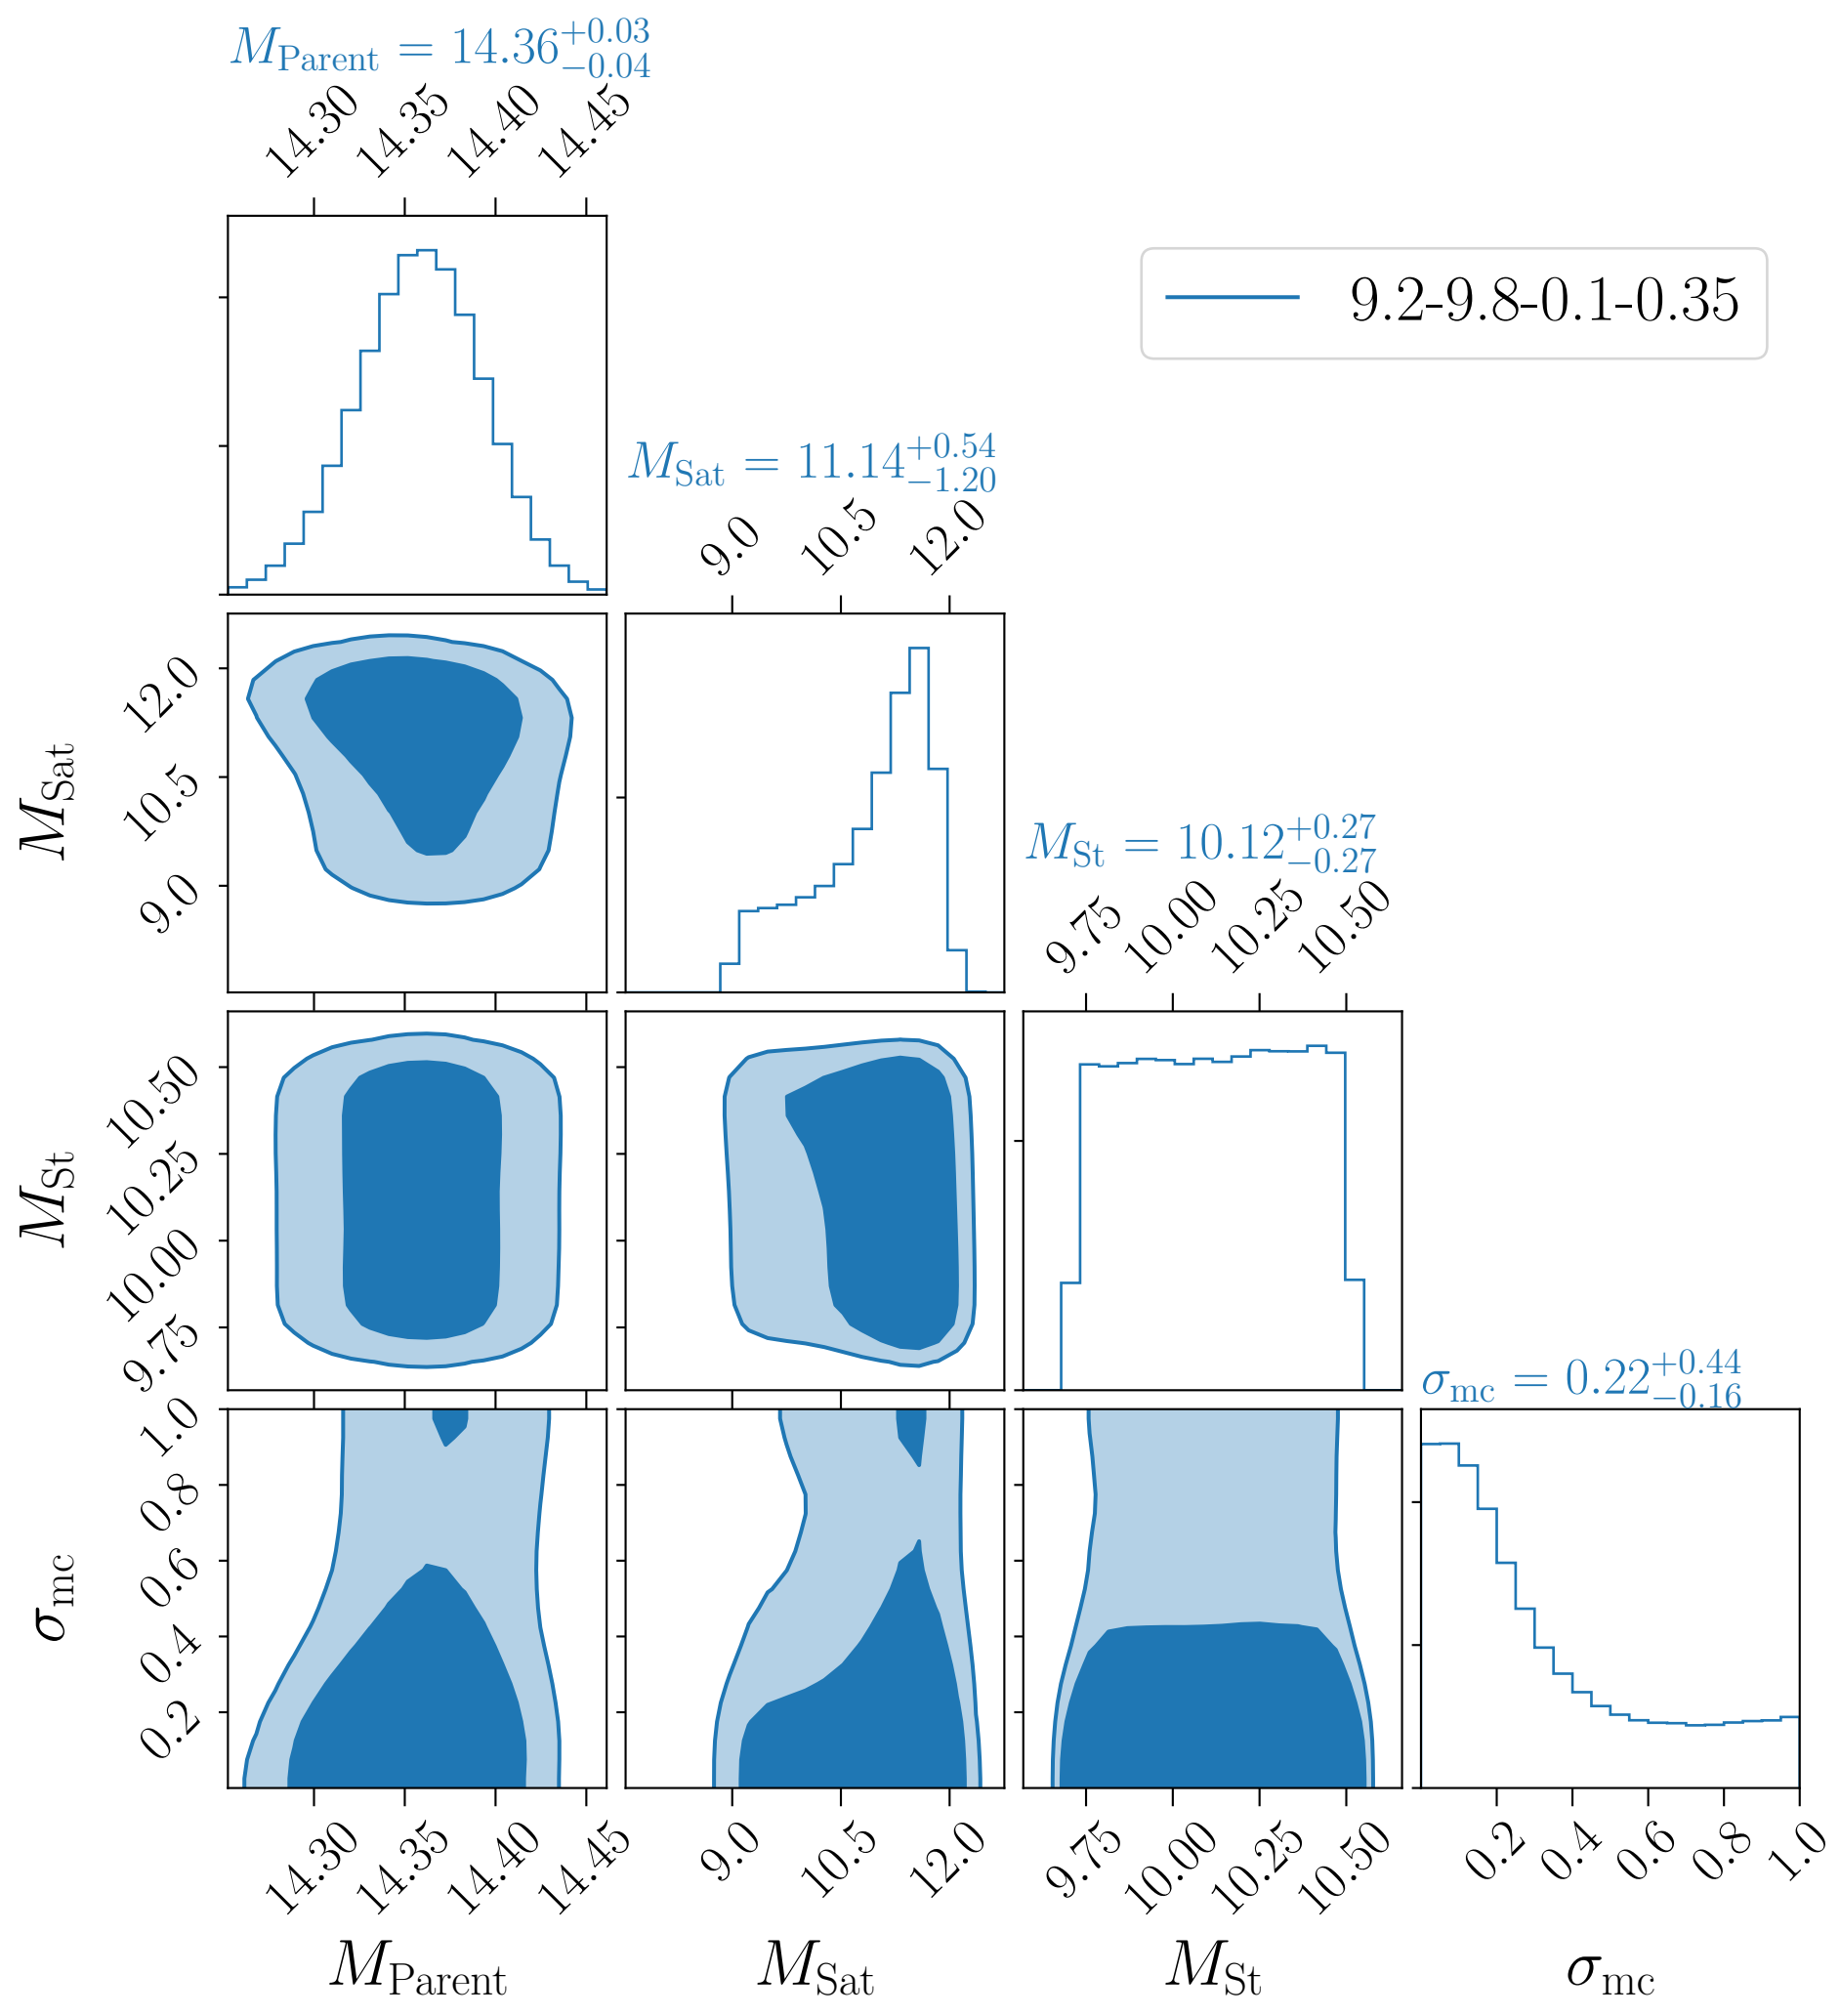 M_Parent = 14.36^{+0.03}_{-0.04}
14.30 14.35 14.40 14.45
9.2-9.8-0.1-0.35
M_Sat = 11.14^{+0.54}_{-1.20}
9.0 10.5 12.0
12.0
10.5
9.0
M_Sat
M_St = 10.12^{+0.27}_{-0.27}
9.75 10.00 10.25 10.50
10.50
10.25
10.00
9.75
M_St
σ_mc = 0.22^{+0.44}_{-0.16}
1.0
0.8
0.6
0.4
0.2
σ_mc
14.30 14.35 14.40 14.45 9.0 10.5 12.0 9.75 10.00 10.25 10.50 0.2 0.4 0.6 0.8 1.0
M_Parent M_Sat M_St σ_mc